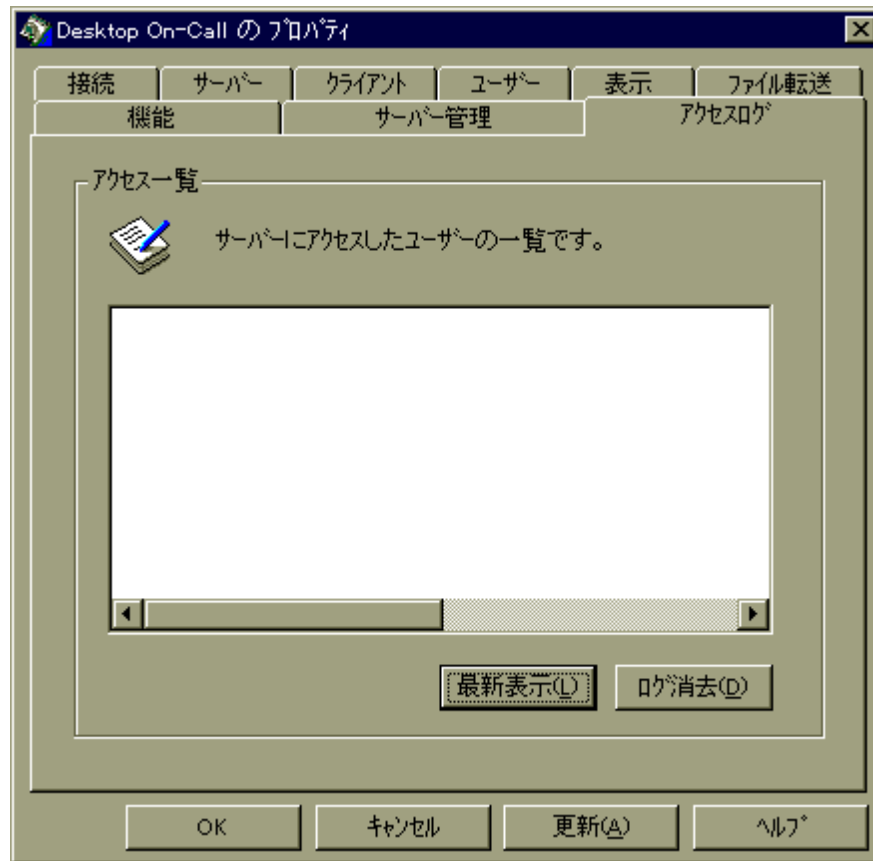 Desktop On-Call の プロパティ
接続 サーバー クライアント ユーザー 表示 ファイル転送
機能 サーバー管理 アクセスログ
アクセス一覧
サーバーにアクセスしたユーザーの一覧です。
最新表示(L) ログ消去(D)
OK キャンセル 更新(A) ヘルプ